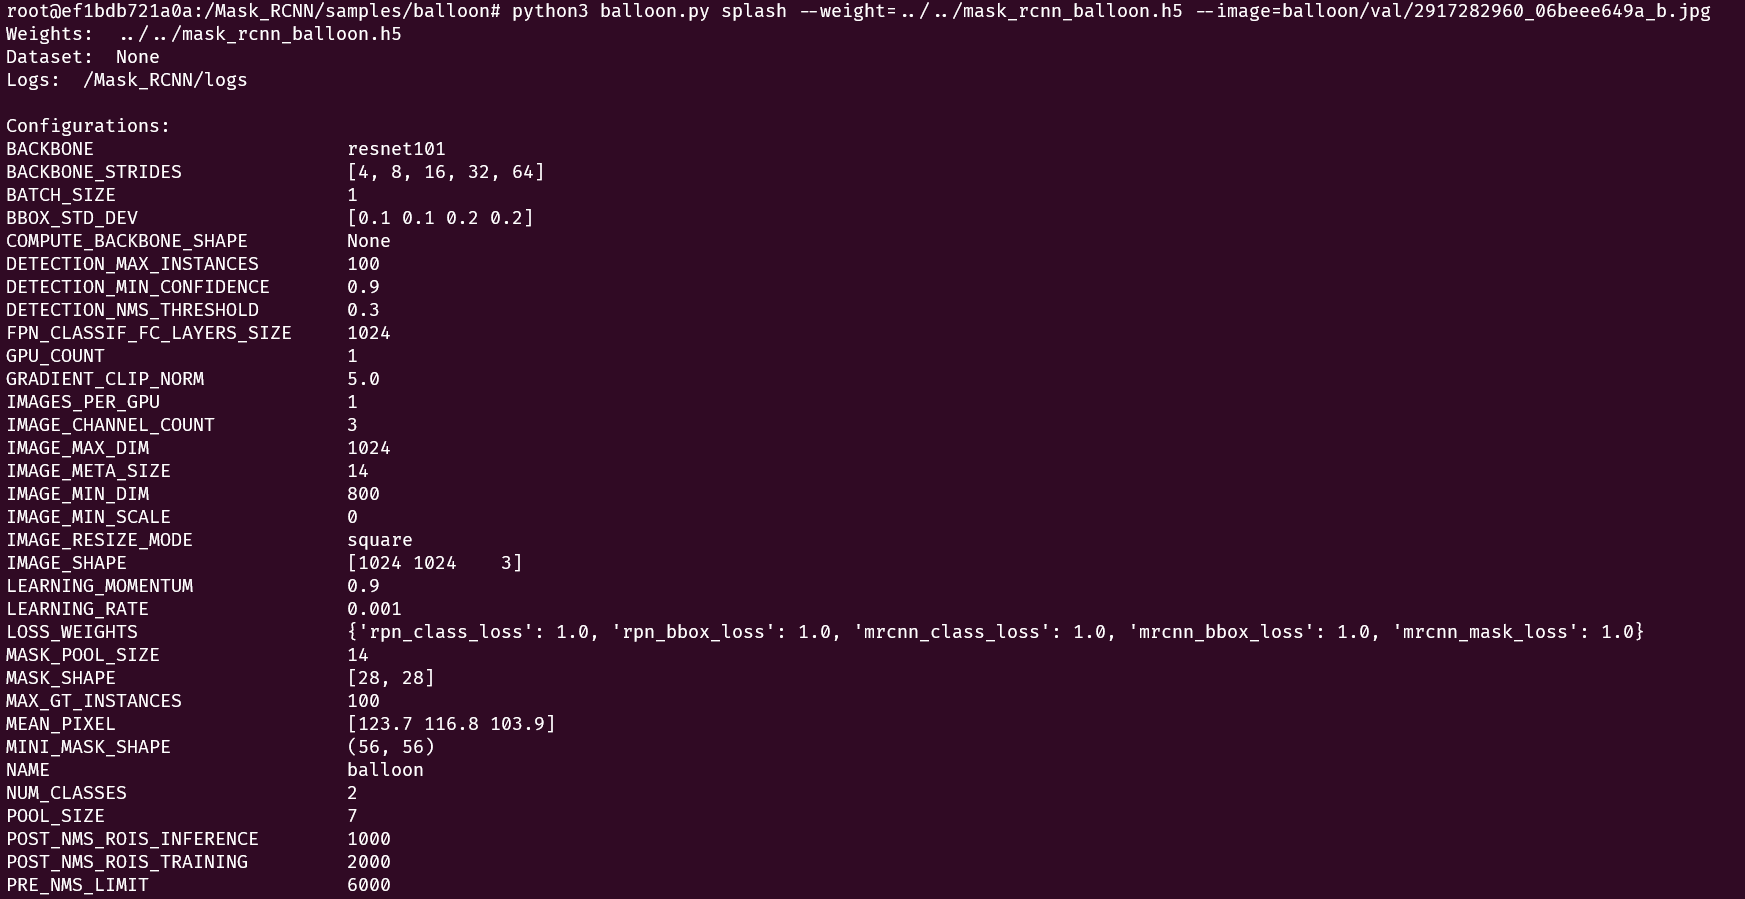 root@ef1bdb721a0a:/Mask_RCNN/samples/balloon# python3 balloon.py splash --weight=../../mask_rcnn_balloon.h5 --image=balloon/val/2917282960_06beee649a_b.jpg
Weights:  ../../mask_rcnn_balloon.h5
Dataset:  None
Logs:  /Mask_RCNN/logs

Configurations:
BACKBONE                       resnet101
BACKBONE_STRIDES               [4, 8, 16, 32, 64]
BATCH_SIZE                     1
BBOX_STD_DEV                   [0.1 0.1 0.2 0.2]
COMPUTE_BACKBONE_SHAPE         None
DETECTION_MAX_INSTANCES        100
DETECTION_MIN_CONFIDENCE       0.9
DETECTION_NMS_THRESHOLD        0.3
FPN_CLASSIF_FC_LAYERS_SIZE     1024
GPU_COUNT                      1
GRADIENT_CLIP_NORM             5.0
IMAGES_PER_GPU                 1
IMAGE_CHANNEL_COUNT            3
IMAGE_MAX_DIM                  1024
IMAGE_META_SIZE                14
IMAGE_MIN_DIM                  800
IMAGE_MIN_SCALE                0
IMAGE_RESIZE_MODE              square
IMAGE_SHAPE                    [1024 1024    3]
LEARNING_MOMENTUM              0.9
LEARNING_RATE                  0.001
LOSS_WEIGHTS                   {'rpn_class_loss': 1.0, 'rpn_bbox_loss': 1.0, 'mrcnn_class_loss': 1.0, 'mrcnn_bbox_loss': 1.0, 'mrcnn_mask_loss': 1.0}
MASK_POOL_SIZE                 14
MASK_SHAPE                     [28, 28]
MAX_GT_INSTANCES               100
MEAN_PIXEL                     [123.7 116.8 103.9]
MINI_MASK_SHAPE                (56, 56)
NAME                           balloon
NUM_CLASSES                    2
POOL_SIZE                      7
POST_NMS_ROIS_INFERENCE        1000
POST_NMS_ROIS_TRAINING         2000
PRE_NMS_LIMIT                  6000